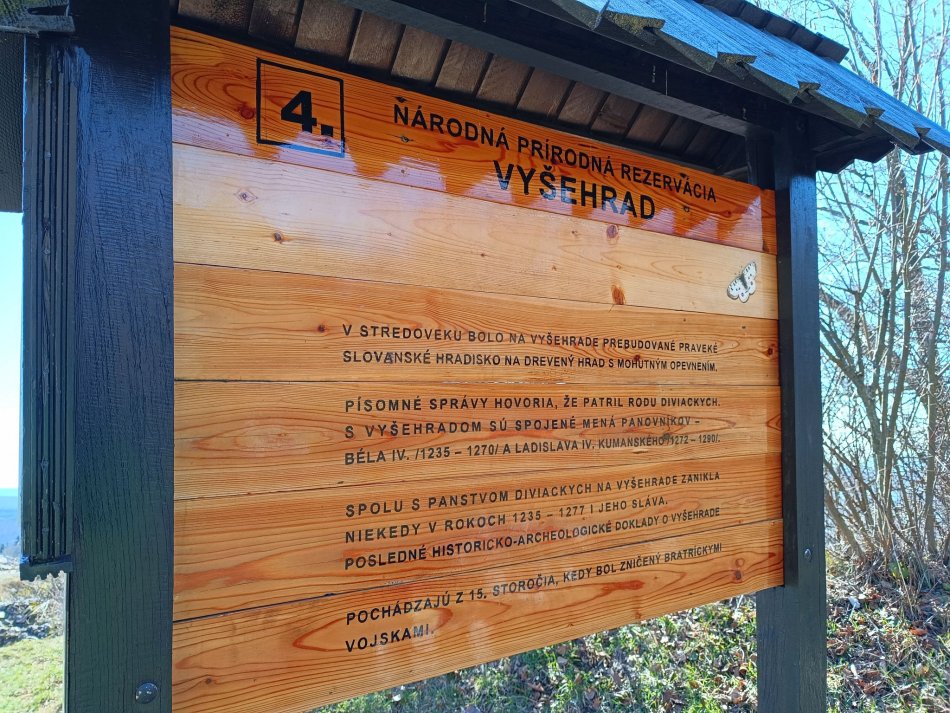 4.
ŇÁRODNÁ PRÍRODNÁ REZERVÁCIA
VYŠEHRAD
V STREDOVEKU BOLO NA VYŠEHRADE PREBUDOVANÉ PRAVEKÉ
SLOVANSKÉ HRADISKO NA DREVENÝ HRAD S MOHUTNÝM OPEVNENÍM.
PÍSOMNÉ SPRÁVY HOVORIA, ŽE PATRIL RODU DIVIACKYCH.
S VYŠEHRADOM SÚ SPOJENÉ MENÁ PANOVNÍKOV –
BÉLA IV. /1235 – 1270/ A LADISLAVA IV. KUMANSKÉHO /1272 – 1290/.
SPOLU S PANSTVOM DIVIACKYCH NA VYŠEHRADE ZANIKLA
NIEKEDY V ROKOCH 1235 – 1277 I JEHO SLÁVA.
POSLEDNÉ HISTORICKO-ARCHEOLOGICKÉ DOKLADY O VYŠEHRADE
POCHÁDZAJÚ Z 15. STOROČIA, KEDY BOL ZNIČENÝ BRATRÍCKYMI
VOJSKAMI.